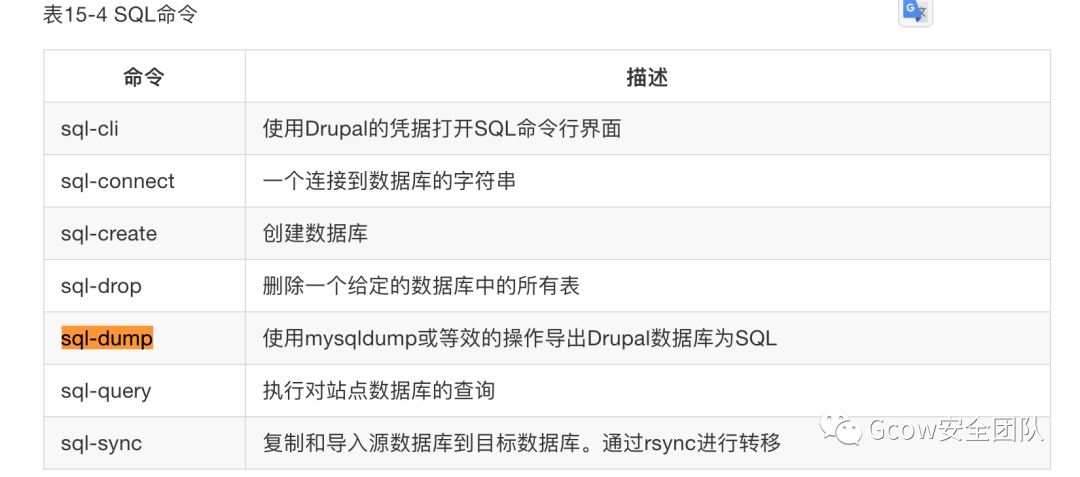 表15-4 SQL命令
命令 描述
sql-cli 使用Drupal的凭据打开SQL命令行界面
sql-connect 一个连接到数据库的字符串
sql-create 创建数据库
sql-drop 删除一个给定的数据库中的所有表
sql-dump 使用mysqldump或等效的操作导出Drupal数据库为SQL
sql-query 执行对站点数据库的查询
sql-sync 复制和导入源数据库到目标数据库。通过rsync进行转移
Gcow安全团队